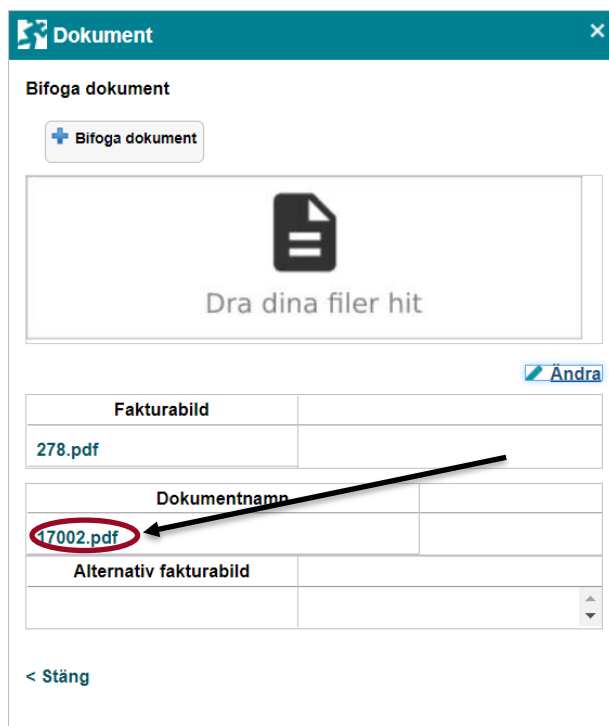 Dokument
Bifoga dokument
Bifoga dokument
Dra dina filer hit
Ändra
Fakturabild
278.pdf
Dokumentnamn
17002.pdf
Alternativ fakturabild
< Stäng